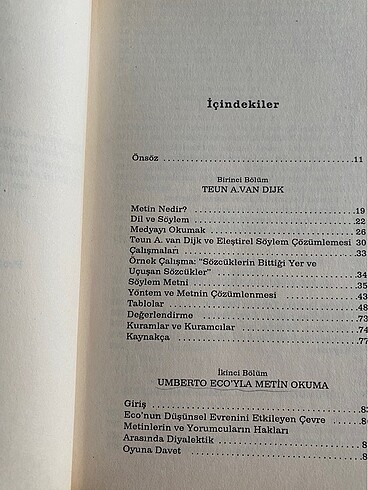 İçindekiler
Önsöz ........................................ 11
Birinci Bölüm
TEUN A.VAN DIJK
Metin Nedir? ........................................ 19
Dil ve Söylem ........................................ 22
Medyayı Okumak ........................................ 26
Teun A. van Dijk ve Eleştirel Söylem Çözümlemesi 30
Çalışmaları ........................................ 33
Örnek Çalışma: “Sözcüklerin Bittiği Yer ve
Uçuşan Sözcükler” ........................................ 34
Söylem Metni ........................................ 35
Yöntem ve Metnin Çözümlenmesi ........................................ 43
Tablolar ........................................ 48
Değerlendirme ........................................ 73
Kuramlar ve Kuramcılar ........................................ 74
Kaynakça ........................................ 77
İkinci Bölüm
UMBERTO ECO'YLA METİN OKUMA
Giriş ........................................
Eco'nun Düşünsel Evrenini Etkileyen Çevre ........................................
Metinlerin ve Yorumcuların Hakları
Arasında Diyalektik ........................................
Oyuna Davet ........................................